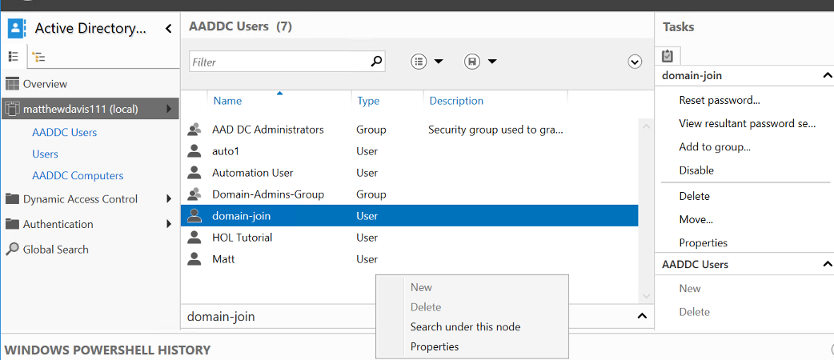 Active Directory...
AADDC Users (7)
Tasks
Filter
Overview
matthewdavis111 (local)
AADDC Users
Users
AADDC Computers
Dynamic Access Control
Authentication
Global Search
Name Type Description
AAD DC Administrators Group Security group used to gra...
auto1 User
Automation User User
Domain-Admins-Group Group
domain-join User
HOL Tutorial User
Matt User
domain-join
New
Delete
Search under this node
Properties
domain-join
Reset password...
View resultant password se...
Add to group...
Disable
Delete
Move...
Properties
AADDC Users
New
Delete
WINDOWS POWERSHELL HISTORY